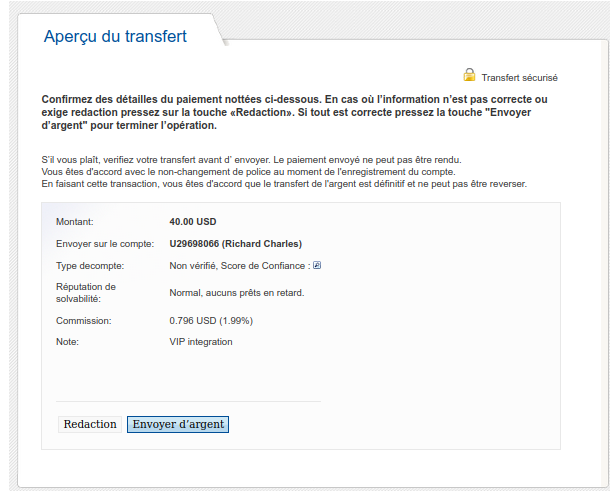 Aperçu du transfert
Transfert sécurisé
Confirmez des détailles du paiement nottées ci-dessous. En cas où l'information n'est pas correcte ou
exige redaction pressez sur la touche «Redaction». Si tout est correcte pressez la touche "Envoyer
d'argent" pour terminer l'opération.
S'il vous plaît, verifiez votre transfert avant d' envoyer. Le paiement envoyé ne peut pas être rendu.
Vous êtes d'accord avec le non-changement de police au moment de l'enregistrement du compte.
En faisant cette transaction, vous êtes d'accord que le transfert de l'argent est définitif et ne peut pas être reverser.
Montant: 40.00 USD
Envoyer sur le compte: U29698066 (Richard Charles)
Type decompte: Non vérifié, Score de Confiance :
Réputation de
solvabilité: Normal, aucuns prêts en retard.
Commission: 0.796 USD (1.99%)
Note: VIP integration
Redaction Envoyer d'argent